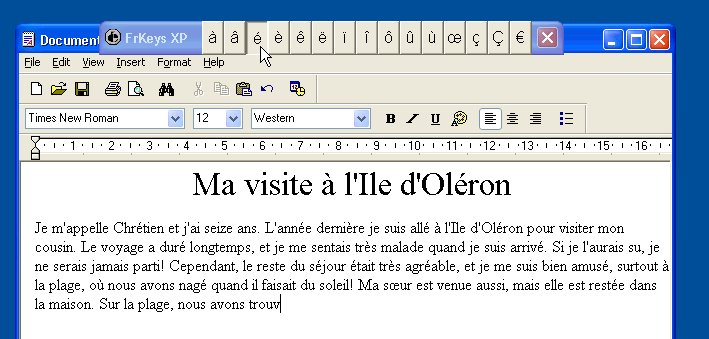 Document
FrKeys XP
à â é è ê ë ï î ô û ù œ ç Ç €
File Edit View Insert Format Help
Times New Roman 12 Western B I U
1 2 3 4 5 6 7 8 9 10 11 12 13 14 15 16
Ma visite à l'Ile d'Oléron
Je m'appelle Chrétien et j'ai seize ans. L'année dernière je suis allé à l'Ile d'Oléron pour visiter mon
cousin. Le voyage a duré longtemps, et je me sentais très malade quand je suis arrivé. Si je l'aurais su, je
ne serais jamais parti! Cependant, le reste du séjour était très agréable, et je me suis bien amusé, surtout à
la plage, où nous avons nagé quand il faisait du soleil! Ma sœur est venue aussi, mais elle est restée dans
la maison. Sur la plage, nous avons trouv